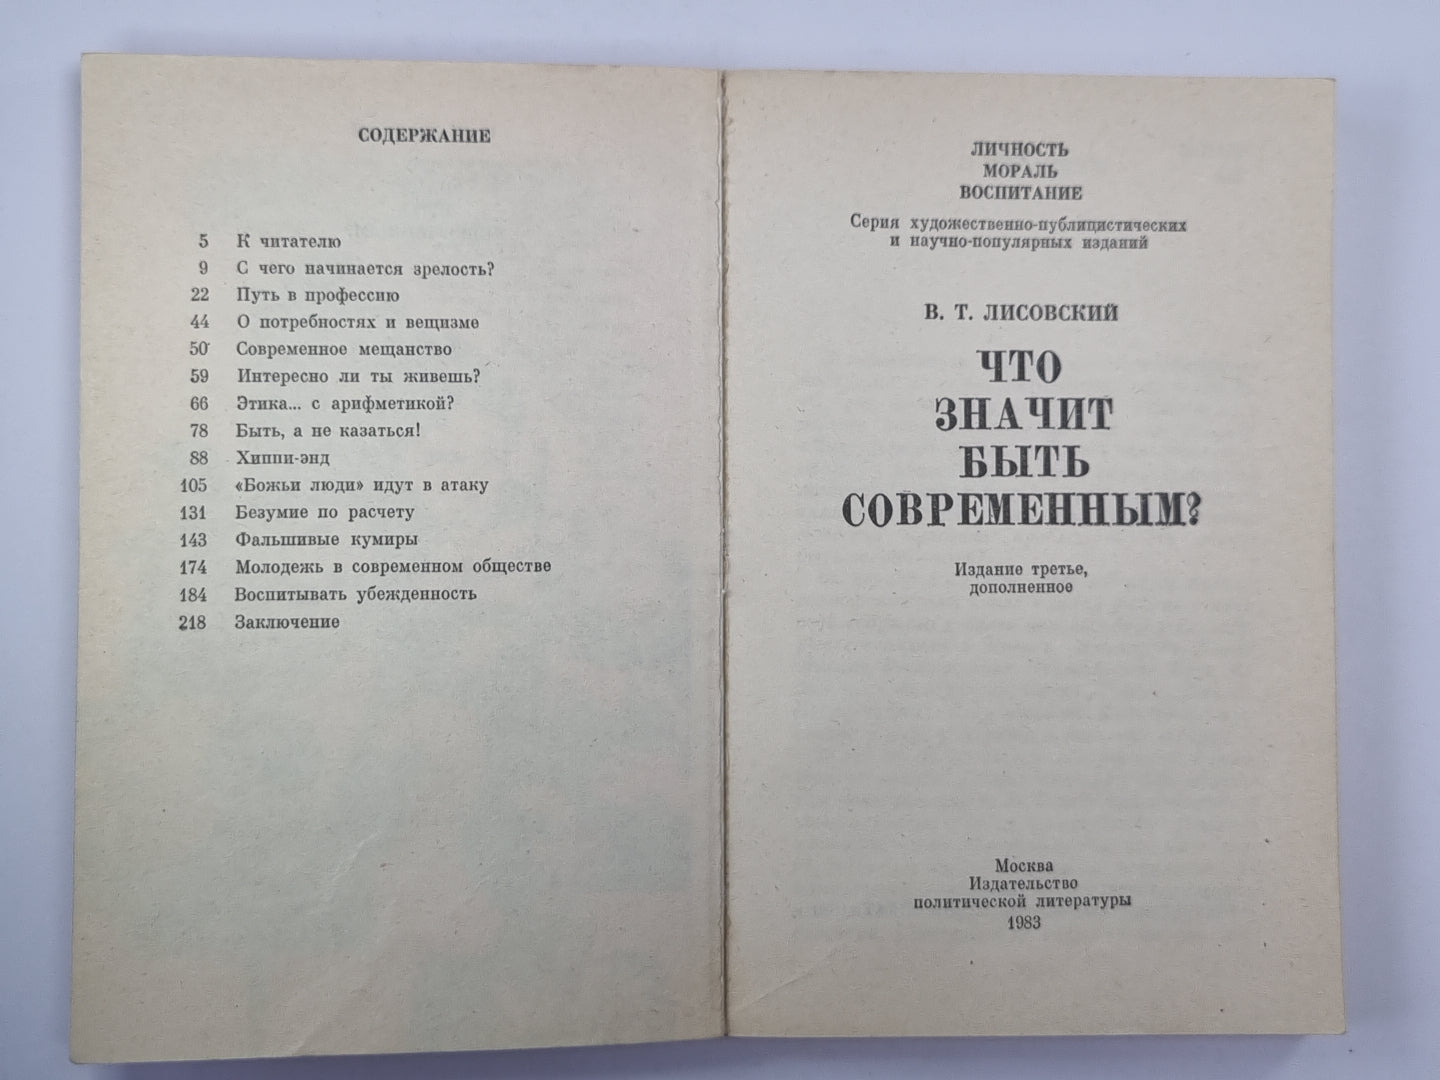 СОДЕРЖАНИЕ
5 К читателю
9 С чего начинается зрелость?
22 Путь в профессию
44 О потребностях и вещизме
50 Современное мещанство
59 Интересно ли ты живешь?
66 Этика... с арифметикой?
78 Быть, а не казаться!
88 Хиппи-энд
105 «Божьи люди» идут в атаку
131 Безумие по расчету
143 Фальшивые кумиры
174 Молодежь в современном обществе
184 Воспитывать убежденность
218 Заключение
ЛИЧНОСТЬ
МОРАЛЬ
ВОСПИТАНИЕ
Серия художественно-публицистических
и научно-популярных изданий
В. Т. ЛИСОВСКИЙ
ЧТО
ЗНАЧИТ
БЫТЬ
СОВРЕМЕННЫМ?
Издание третье,
дополненное
Москва
Издательство
политической литературы
1983